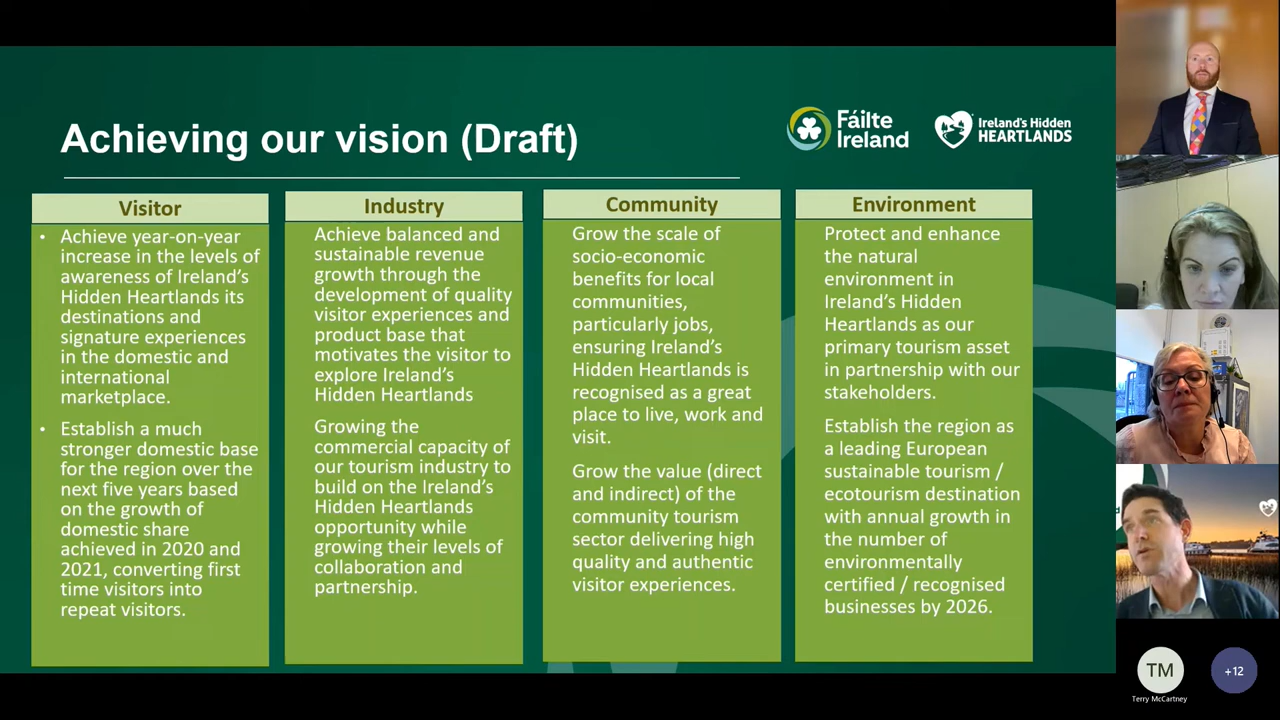 Achieving our vision (Draft)
Fáilte
Ireland
Ireland's Hidden
HEARTLANDS
Visitor
• Achieve year-on-year
increase in the levels of
awareness of Ireland's
Hidden Heartlands its
destinations and
signature experiences
in the domestic and
international
marketplace.
• Establish a much
stronger domestic base
for the region over the
next five years based
on the growth of
domestic share
achieved in 2020 and
2021, converting first
time visitors into
repeat visitors.
Industry
Achieve balanced and
sustainable revenue
growth through the
development of quality
visitor experiences and
product base that
motivates the visitor to
explore Ireland's
Hidden Heartlands
Growing the
commercial capacity of
our tourism industry to
build on the Ireland's
Hidden Heartlands
opportunity while
growing their levels of
collaboration and
partnership.
Community
Grow the scale of
socio-economic
benefits for local
communities,
particularly jobs,
ensuring Ireland's
Hidden Heartlands is
recognised as a great
place to live, work and
visit.
Grow the value (direct
and indirect) of the
community tourism
sector delivering high
quality and authentic
visitor experiences.
Environment
Protect and enhance
the natural
environment in
Ireland's Hidden
Heartlands as our
primary tourism asset
in partnership with our
stakeholders.
Establish the region as
a leading European
sustainable tourism /
ecotourism destination
with annual growth in
the number of
environmentally
certified / recognised
businesses by 2026.
TM
Terry McCartney
+12